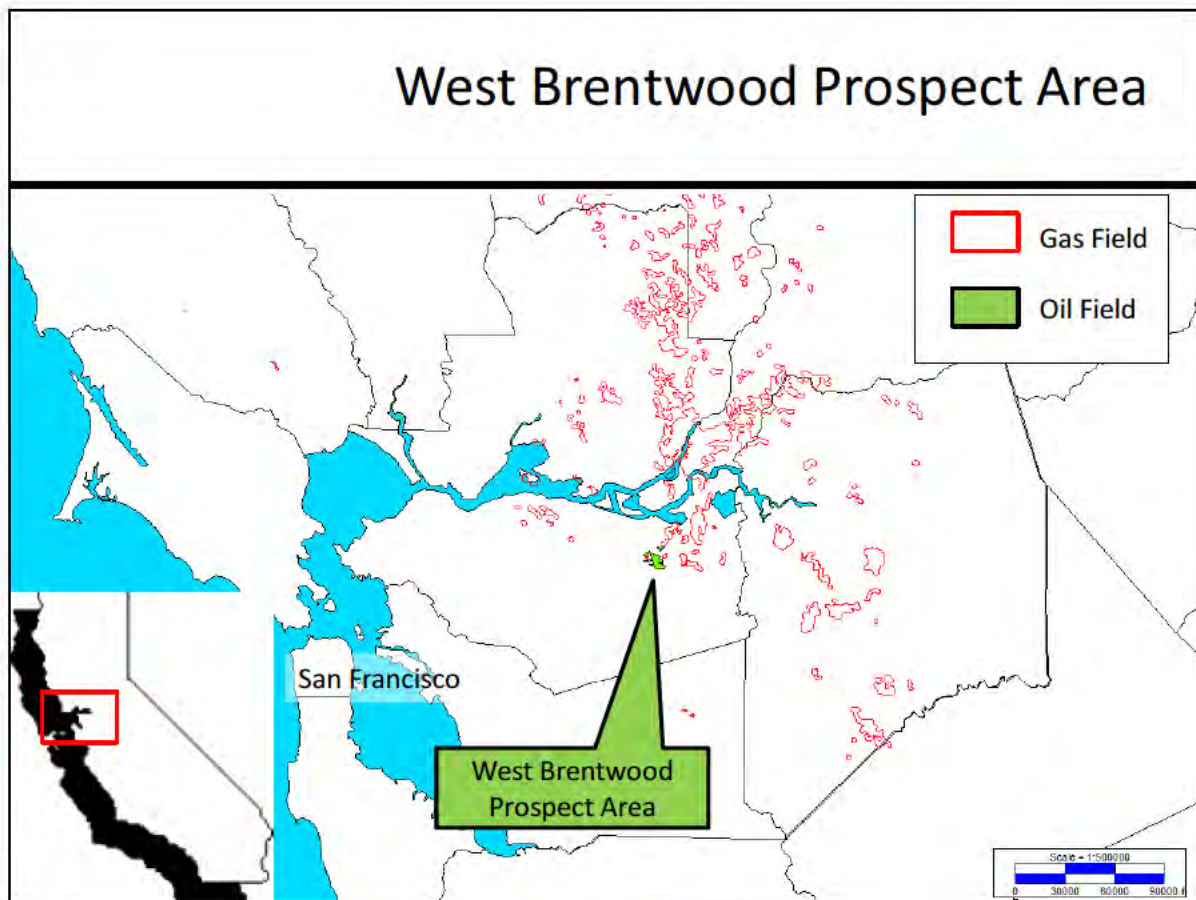 West Brentwood Prospect Area
Gas Field
Oil Field
San Francisco
West Brentwood
Prospect Area
Scale = 1:500000
0 30000 60000 90000 f